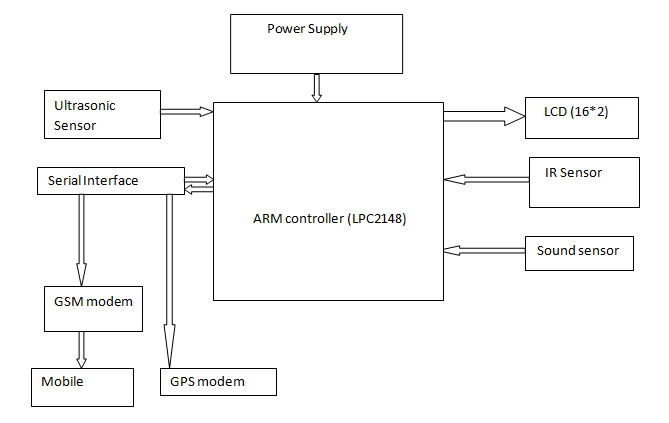 Power Supply
Ultrasonic
Sensor
LCD (16*2)
Serial Interface
IR Sensor
ARM controller (LPC2148)
Sound sensor
GSM modem
Mobile
GPS modem